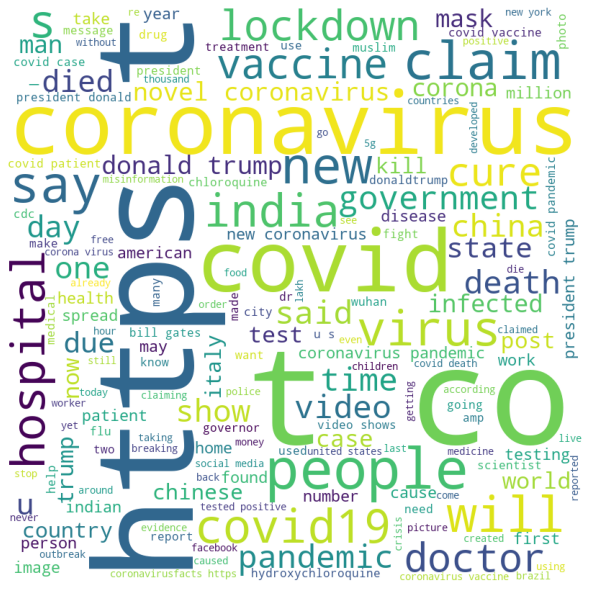 new york
re
year
take
mask
lockdown
photo
s
message
without
drug
treatment
use
muslim
covid vaccine
positive
man
covid case
president
thousand
vaccine
claim
died
t
—
president donald
novel coronavirus
corona
million
countries
developed
coronavirus
go
5g
covid patient
donald trump
new
kill
cure
misinformation
chloroquine
donaldtrump
say
cdc
india
government
disease
see
day
make
new coronavirus
fight
china
covid pandemic
corona virus
free
american
covid
state
already
food
die
president trump
one
many
order
made
dr
lakh
wuhan
death
https
health
city
infected
hospital
medical
spread
said
virus
hour
bill gates
test
u s
even
claimed
post
due
may
italy
coronavirus pandemic
work
still
know
want
time
children
covid death
according
now
claiming
show
t co
today
police
video
getting
going
patient
worker
governor
video shows
amp
live
trump
flu
home
case
testing
yet
two
taking
money
used
united states
last
medicine
scientist
u
breaking
social media
people
will
help
chinese
found
back
number
cause
come
world
stop
indian
tested positive
need
reported
around
country
covid19
crisis
first
never
person
evidence
report
pandemic
picture
created
using
outbreak
facebook
doctor
image
caused
coronavirusfacts https
hydroxychloroquine
coronavirus vaccine
brazil